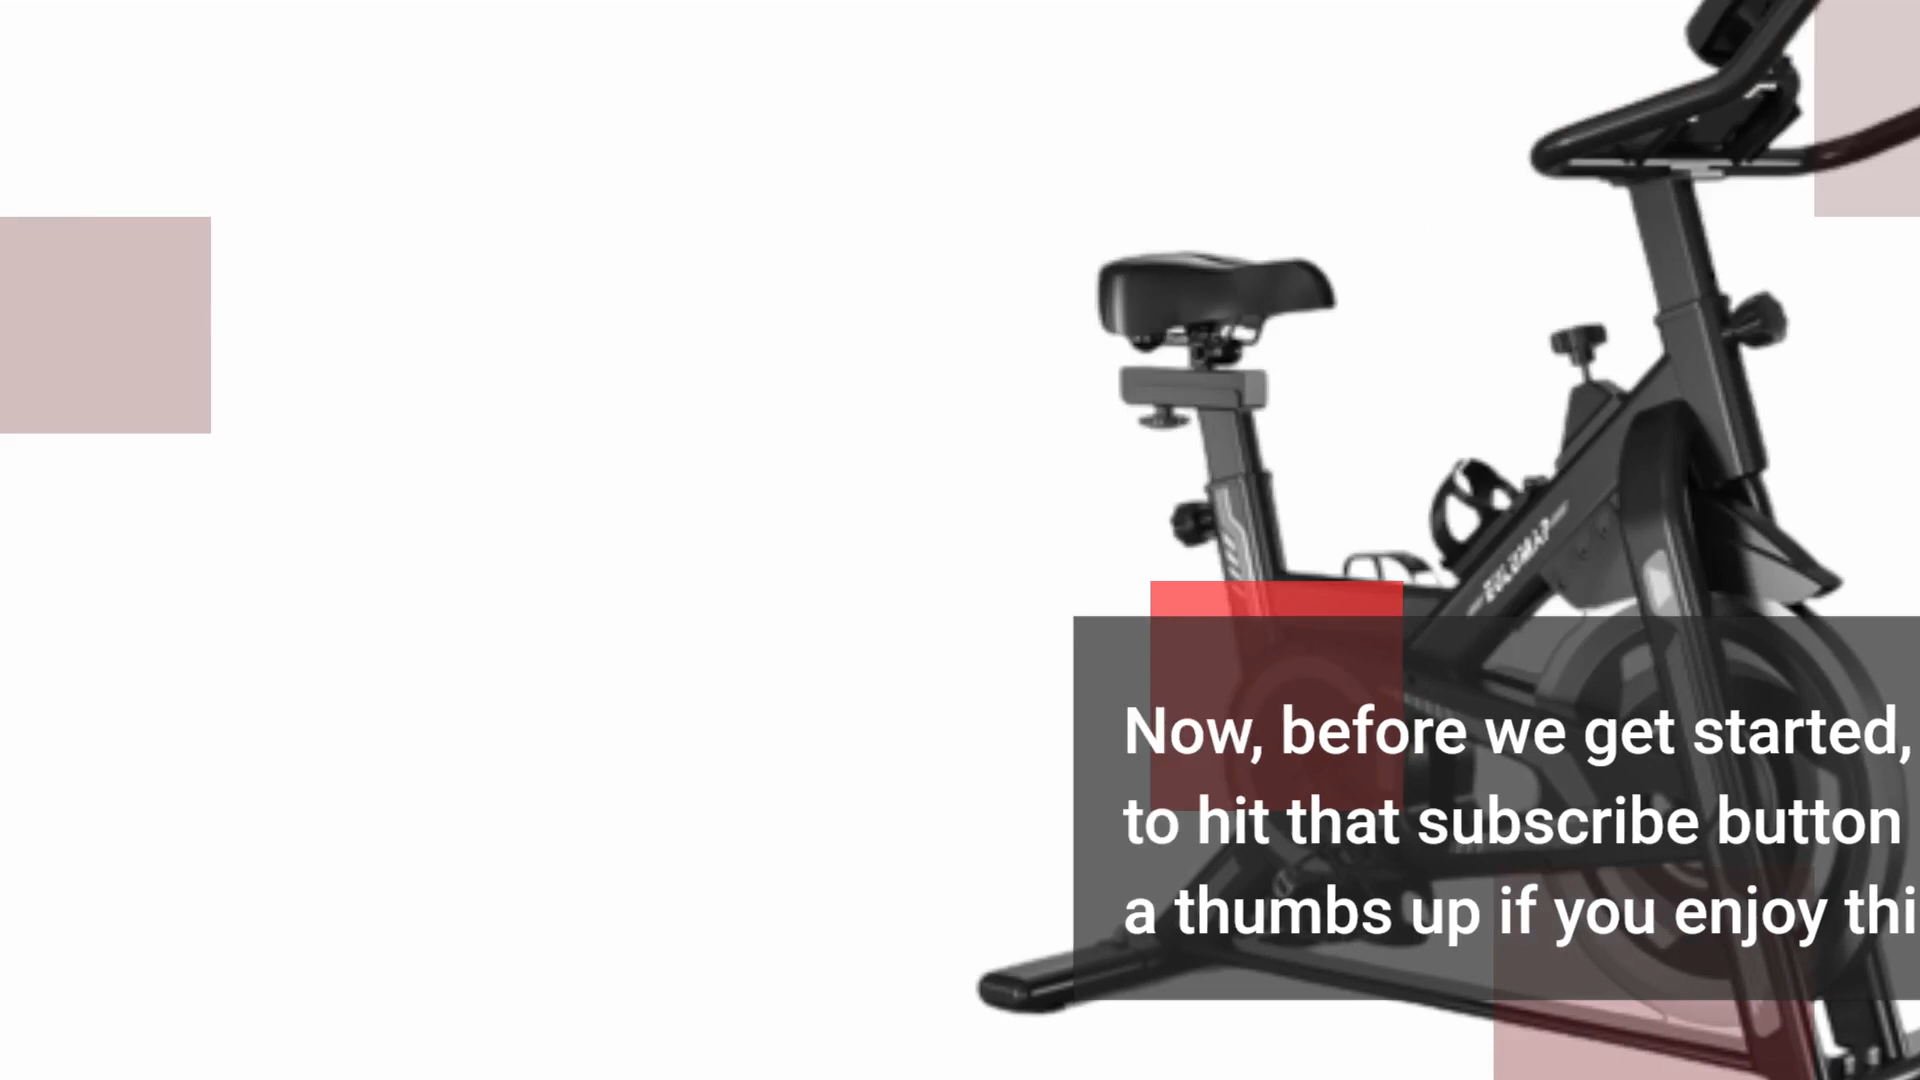 Now, before we get started,
to hit that subscribe button
a thumbs up if you enjoy thi